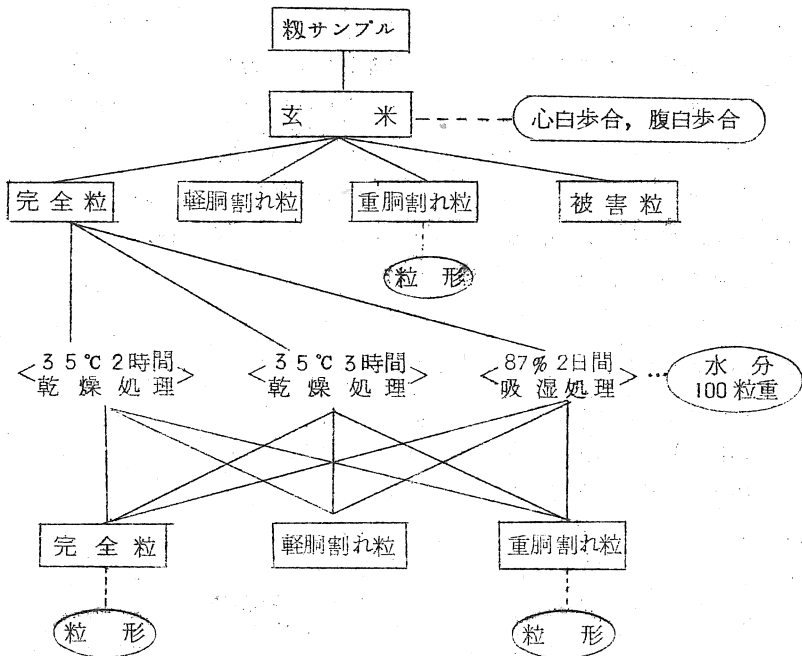 籾サンプル
玄米
心白歩合,腹白歩合
完全粒
軽胴割れ粒
重胴割れ粒
被害粒
粒形
<35℃2時間
乾燥処理>
<35℃3時間
乾燥処理>
<87%2日間
吸湿処理>
…
水分
100粒重
完全粒
軽胴割れ粒
重胴割れ粒
粒形
粒形